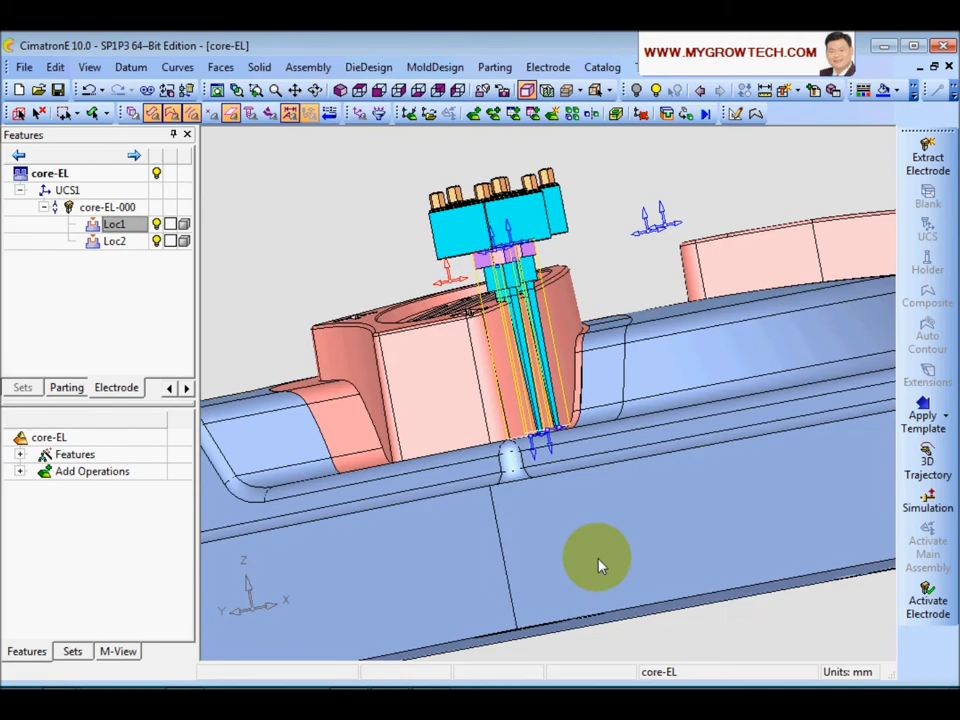 CimatronE 10.0 - SP1P3 64-Bit Edition - [core-EL]
WWW.MYGROWTECH.COM
File Edit View Datum Curves Faces Solid Assembly DieDesign MoldDesign Parting Electrode Catalog
Features
core-EL
UCS1
core-EL-000
Loc1
Loc2
Sets Parting Electrode
core-EL
Features
Add Operations
Features Sets M-View
Z
Y X
Extract
Electrode
Blank
UCS
Holder
Composite
Auto
Contour
Extensions
Apply
Template
3D
Trajectory
Simulation
Activate
Main
Assembly
Activate
Electrode
core-EL
Units: mm